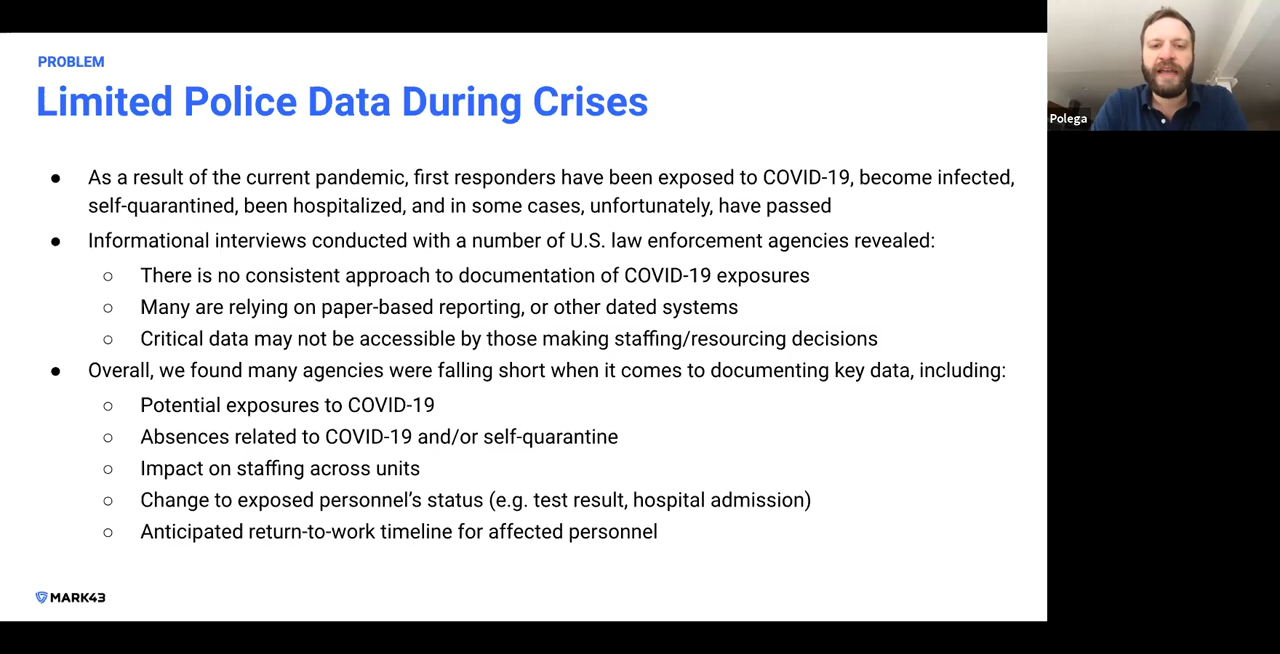 PROBLEM
Limited Police Data During Crises
● As a result of the current pandemic, first responders have been exposed to COVID-19, become infected,
self-quarantined, been hospitalized, and in some cases, unfortunately, have passed
● Informational interviews conducted with a number of U.S. law enforcement agencies revealed:
○ There is no consistent approach to documentation of COVID-19 exposures
○ Many are relying on paper-based reporting, or other dated systems
○ Critical data may not be accessible by those making staffing/resourcing decisions
● Overall, we found many agencies were falling short when it comes to documenting key data, including:
○ Potential exposures to COVID-19
○ Absences related to COVID-19 and/or self-quarantine
○ Impact on staffing across units
○ Change to exposed personnel’s status (e.g. test result, hospital admission)
○ Anticipated return-to-work timeline for affected personnel
MARK43
Polega